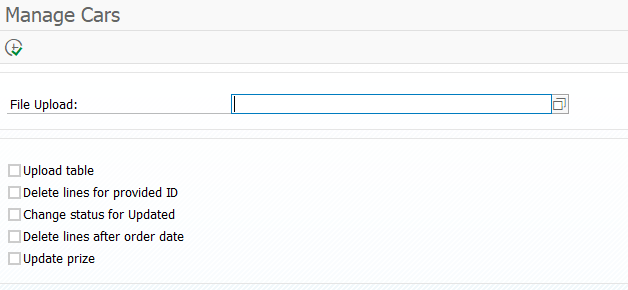 Manage Cars
File Upload:
Upload table
Delete lines for provided ID
Change status for Updated
Delete lines after order date
Update prize